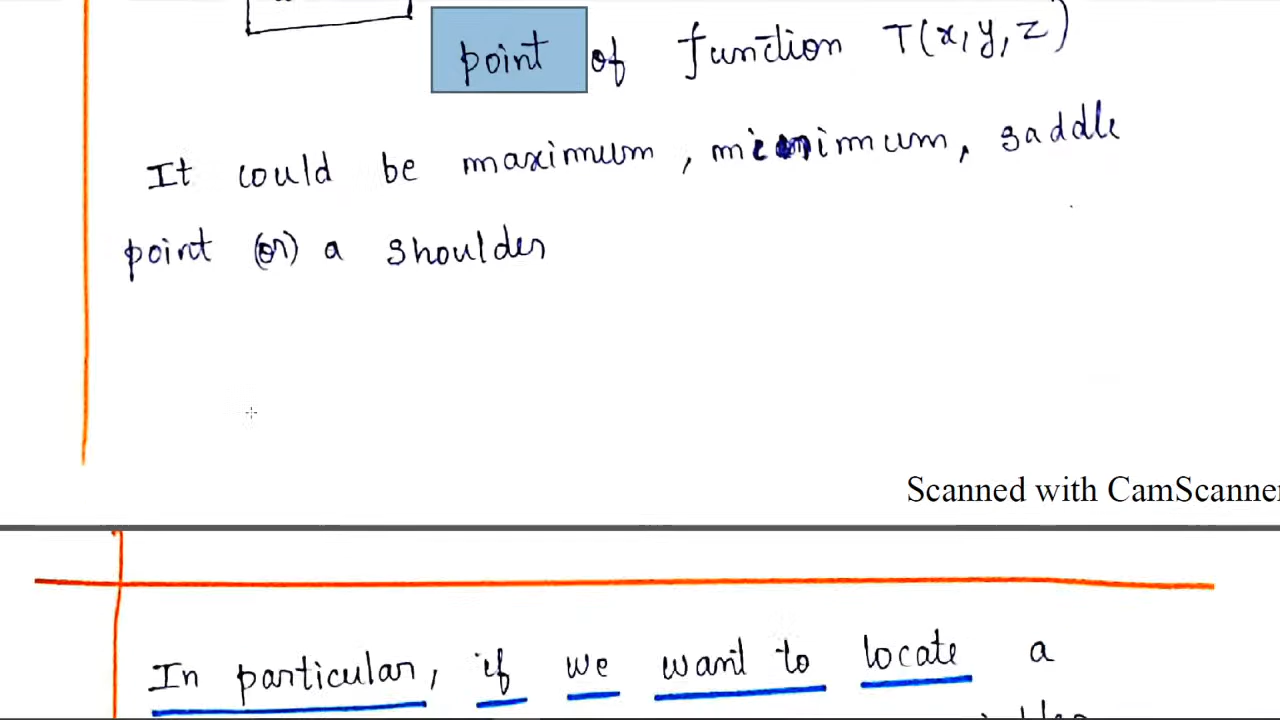 point of function T(x, y, z)
It could be maximum, minimum, saddle
point (or) a shoulder
Scanned with CamScanner
In particular, if we want to locate a